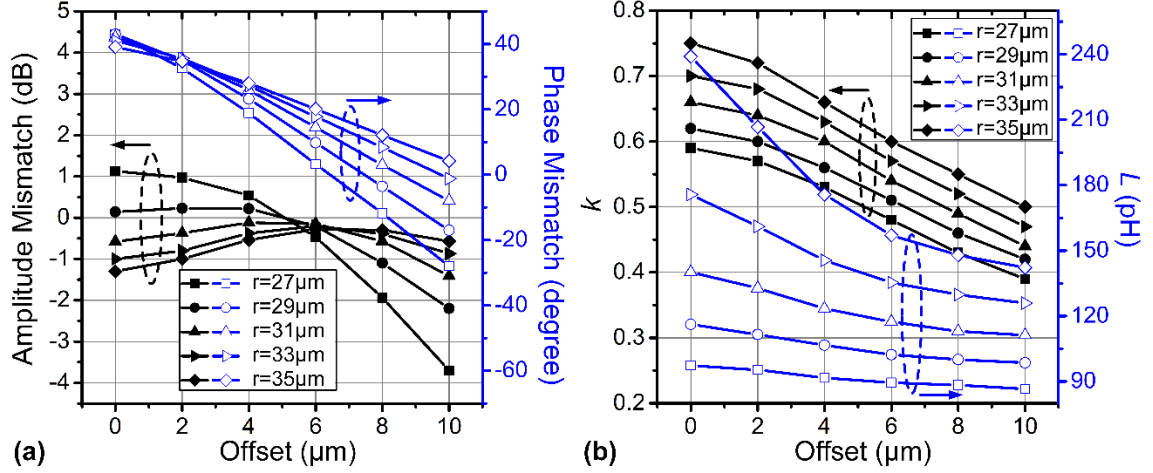 5
4
3
2
1
0
-1
-2
-3
-4
Amplitude Mismatch (dB)
40
20
0
-20
-30
-40
-60
Phase Mismatch (degree)
r=27µm
r=29µm
r=31µm
r=33µm
r=35µm
0 2 4 6 8 10
Offset (µm)
(a)
0.8
0.7
0.6
0.5
0.4
0.3
0.2
k
240
210
180
150
120
90
L (pH)
r=27µm
r=29µm
r=31µm
r=33µm
r=35µm
0 2 4 6 8 10
Offset (µm)
(b)